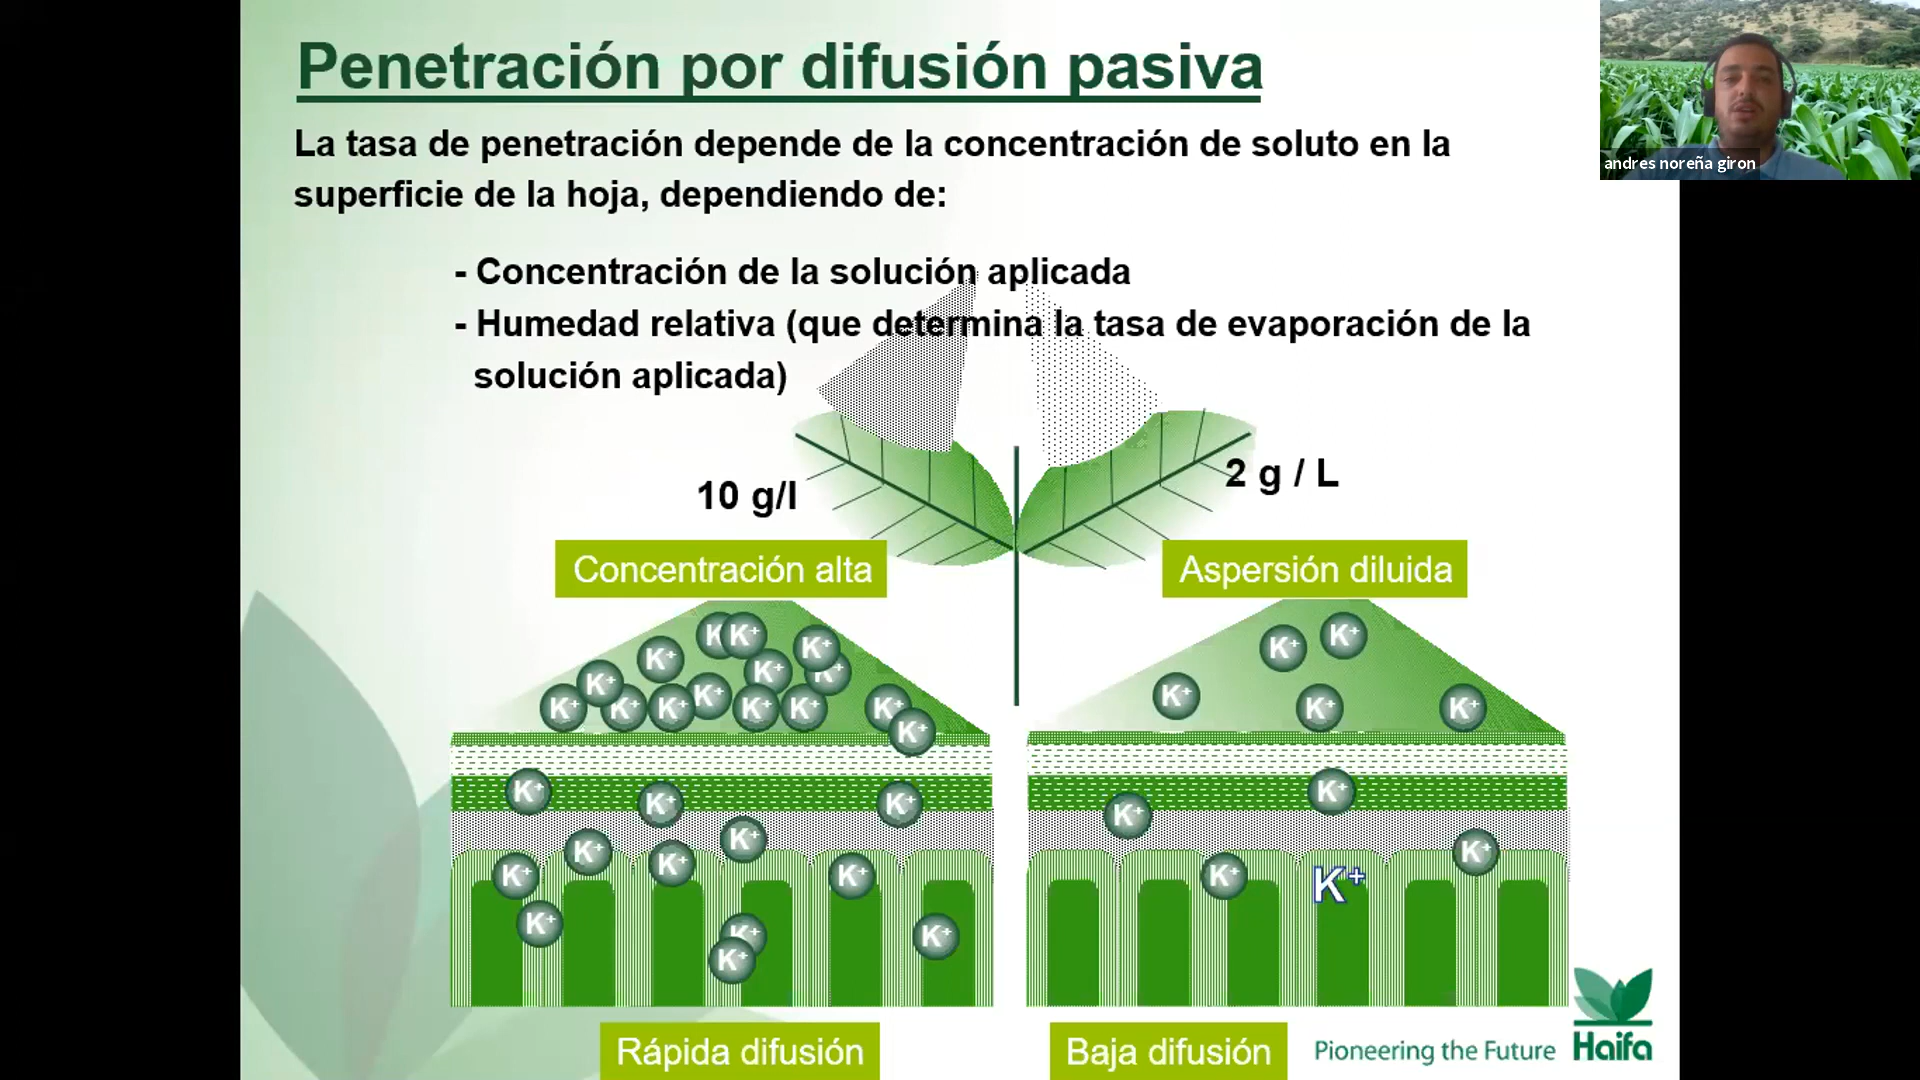 Penetración por difusión pasiva
andres noreña giron
La tasa de penetración depende de la concentración de soluto en la
superficie de la hoja, dependiendo de:
- Concentración de la solución aplicada
- Humedad relativa (que determina la tasa de evaporación de la
solución aplicada)
10 g/l
2 g / L
Concentración alta
Aspersión diluida
K+ K+ K+ K+ K+ K+ K+ K+ K+ K+ K+ K+ K+ K+ K+ K+
K+ K+ K+ K+ K+
K+ K+ K+ K+ K+ K+ K+ K+ K+ K+ K+ K+
K+ K+ K+ K+ K+
Rápida difusión
Baja difusión
Pioneering the Future
Haifa